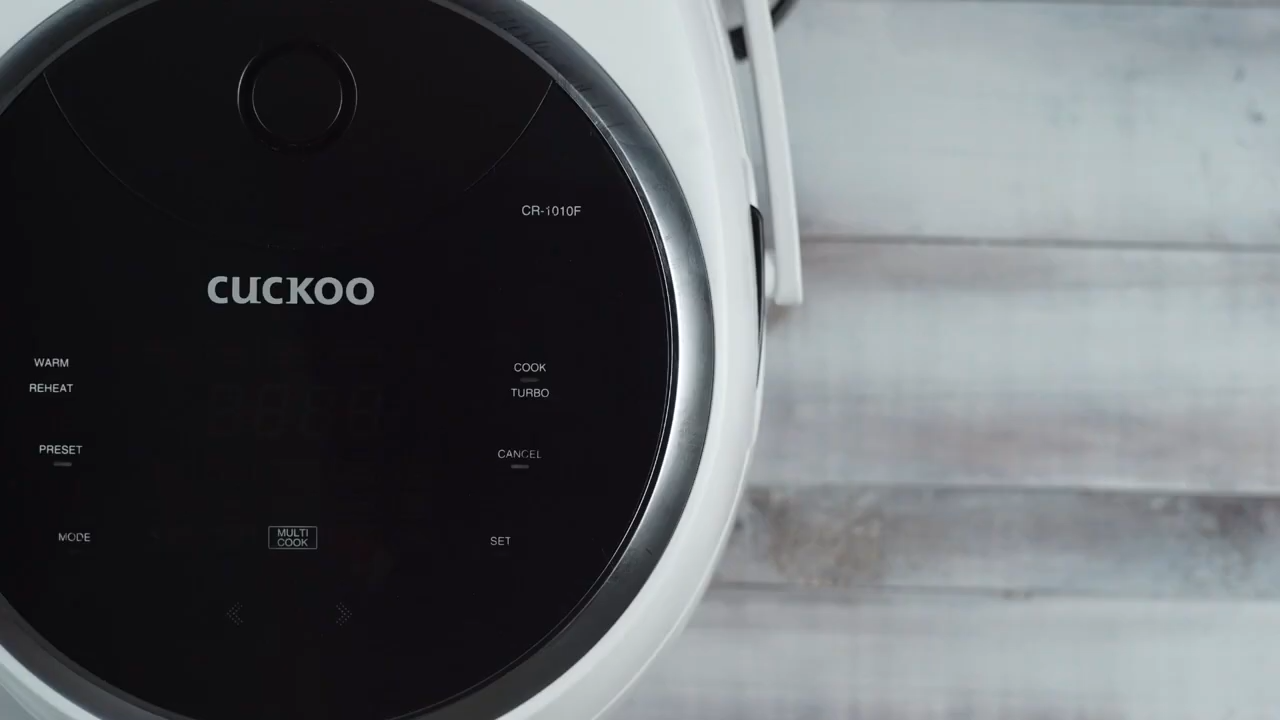 CR-1010F
CUCKOO
WARM
REHEAT
COOK
TURBO
PRESET
CANCEL
MODE
MULTI
COOK
SET